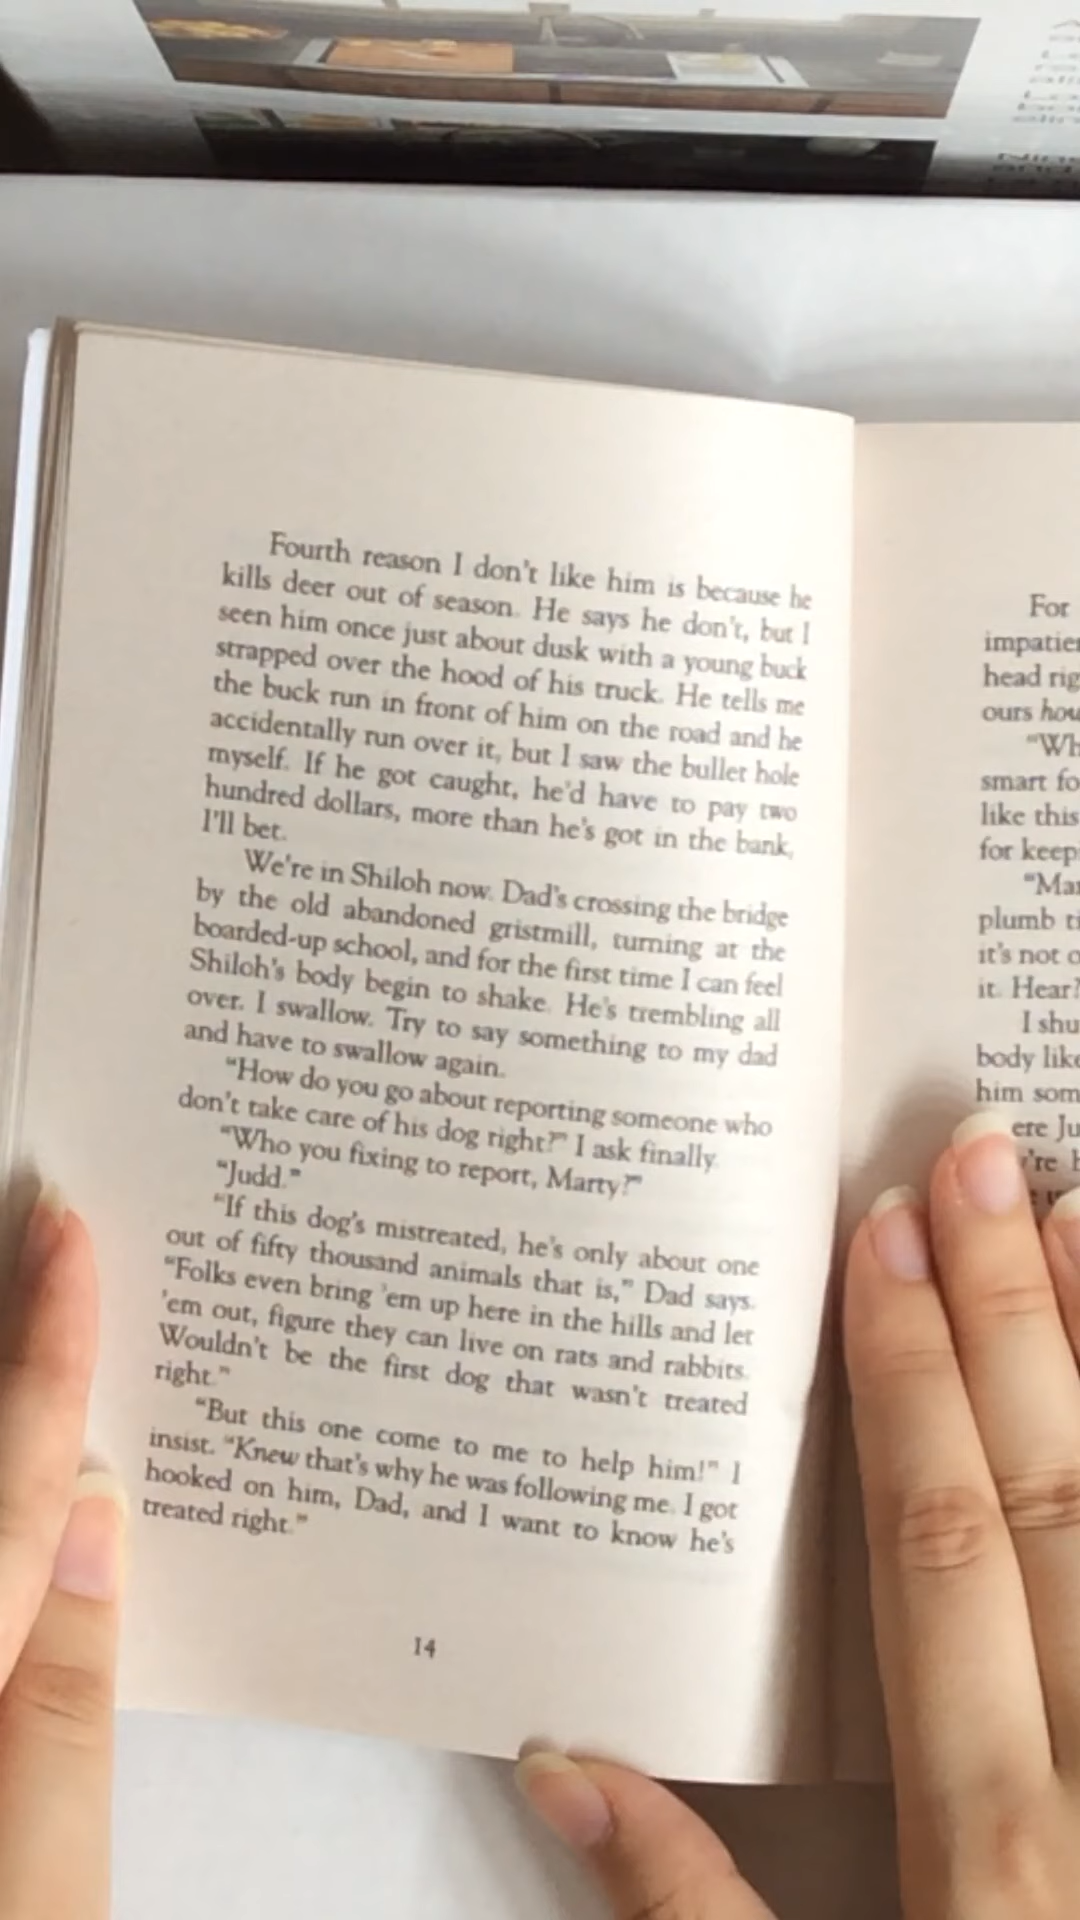 Fourth reason I don't like him is because he
kills deer out of season. He says he don't, but I
seen him once just about dusk with a young buck
strapped over the hood of his truck. He tells me
the buck run in front of him on the road and he
accidentally run over it, but I saw the bullet hole
myself. If he got caught, he'd have to pay two
hundred dollars, more than he's got in the bank,
I'll bet.
We're in Shiloh now. Dad's crossing the bridge
by the old abandoned gristmill, turning at the
boarded-up school, and for the first time I can feel
Shiloh's body begin to shake. He's trembling all
over. I swallow. Try to say something to my dad
and have to swallow again.
“How do you go about reporting someone who
don't take care of his dog right?” I ask finally.
“Who you fixing to report, Marty?”
“Judd.”
“If this dog's mistreated, he's only about one
out of fifty thousand animals that is,” Dad says.
“Folks even bring 'em up here in the hills and let
'em out, figure they can live on rats and rabbits.
Wouldn't be the first dog that wasn't treated
right.”
“But this one come to me to help him!” I
insist. “Knew that's why he was following me. I got
hooked on him, Dad, and I want to know he's
treated right.”
14
For
impatien
head rig
ours hou
“Wh
smart fo
like this
for keep
“Mar
plumb ti
it's not o
it. Hear?
I shu
body like
him som
ere Ju